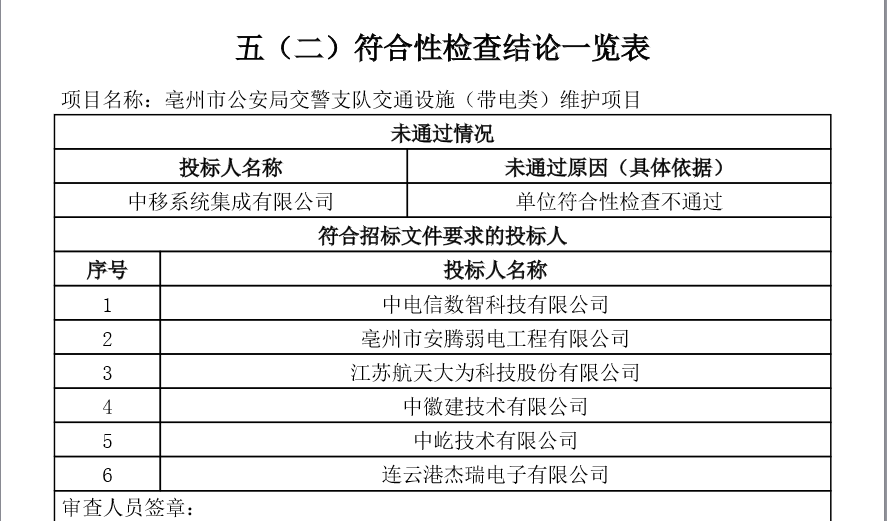 五（二）符合性检查结论一览表
项目名称：亳州市公安局交警支队交通设施（带电类）维护项目
未通过情况
投标人名称 未通过原因（具体依据）
中移系统集成有限公司 单位符合性检查不通过
符合招标文件要求的投标人
序号 投标人名称
1 中电信数智科技有限公司
2 亳州市安腾弱电工程有限公司
3 江苏航天大为科技股份有限公司
4 中徽建技术有限公司
5 中屹技术有限公司
6 连云港杰瑞电子有限公司
审查人员签章：